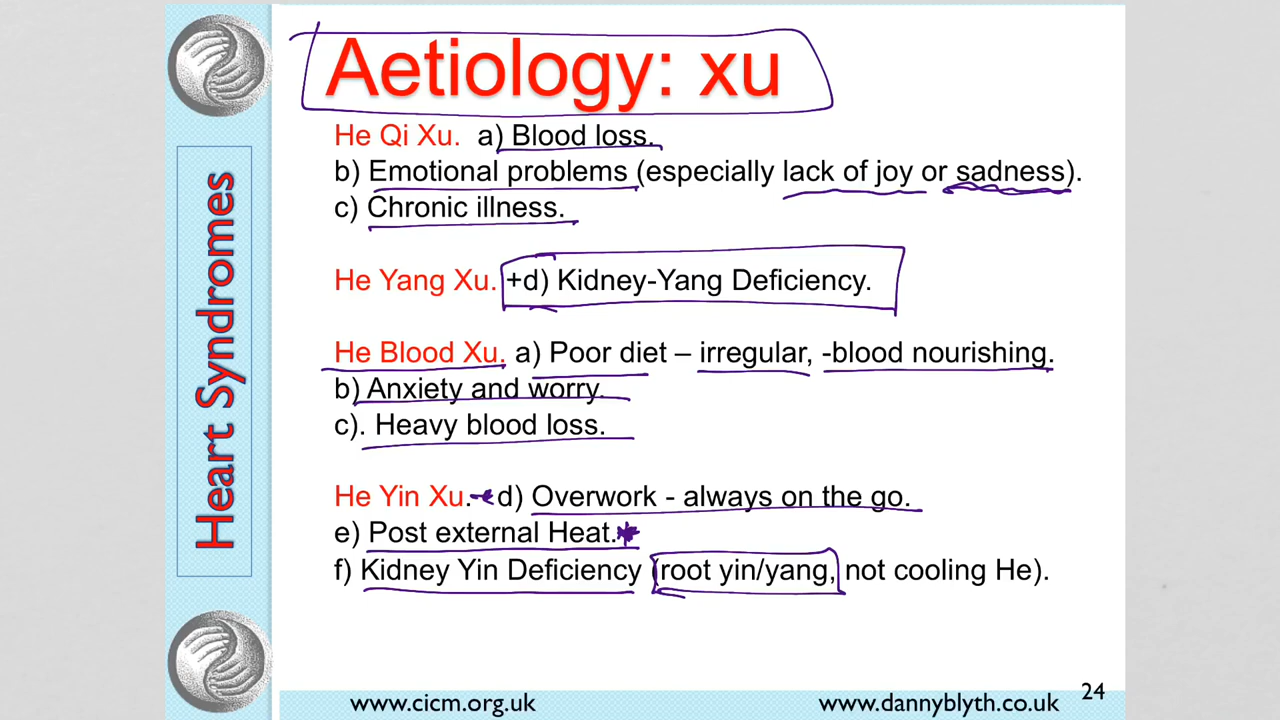 Aetiology: xu
He Qi Xu. a) Blood loss.
b) Emotional problems (especially lack of joy or sadness).
c) Chronic illness.
He Yang Xu. +d) Kidney-Yang Deficiency.
He Blood Xu. a) Poor diet – irregular, -blood nourishing.
b) Anxiety and worry.
c). Heavy blood loss.
He Yin Xu. d) Overwork - always on the go.
e) Post external Heat.
f) Kidney Yin Deficiency (root yin/yang, not cooling He).
Heart Syndromes
www.cicm.org.uk
www.dannyblyth.co.uk
24